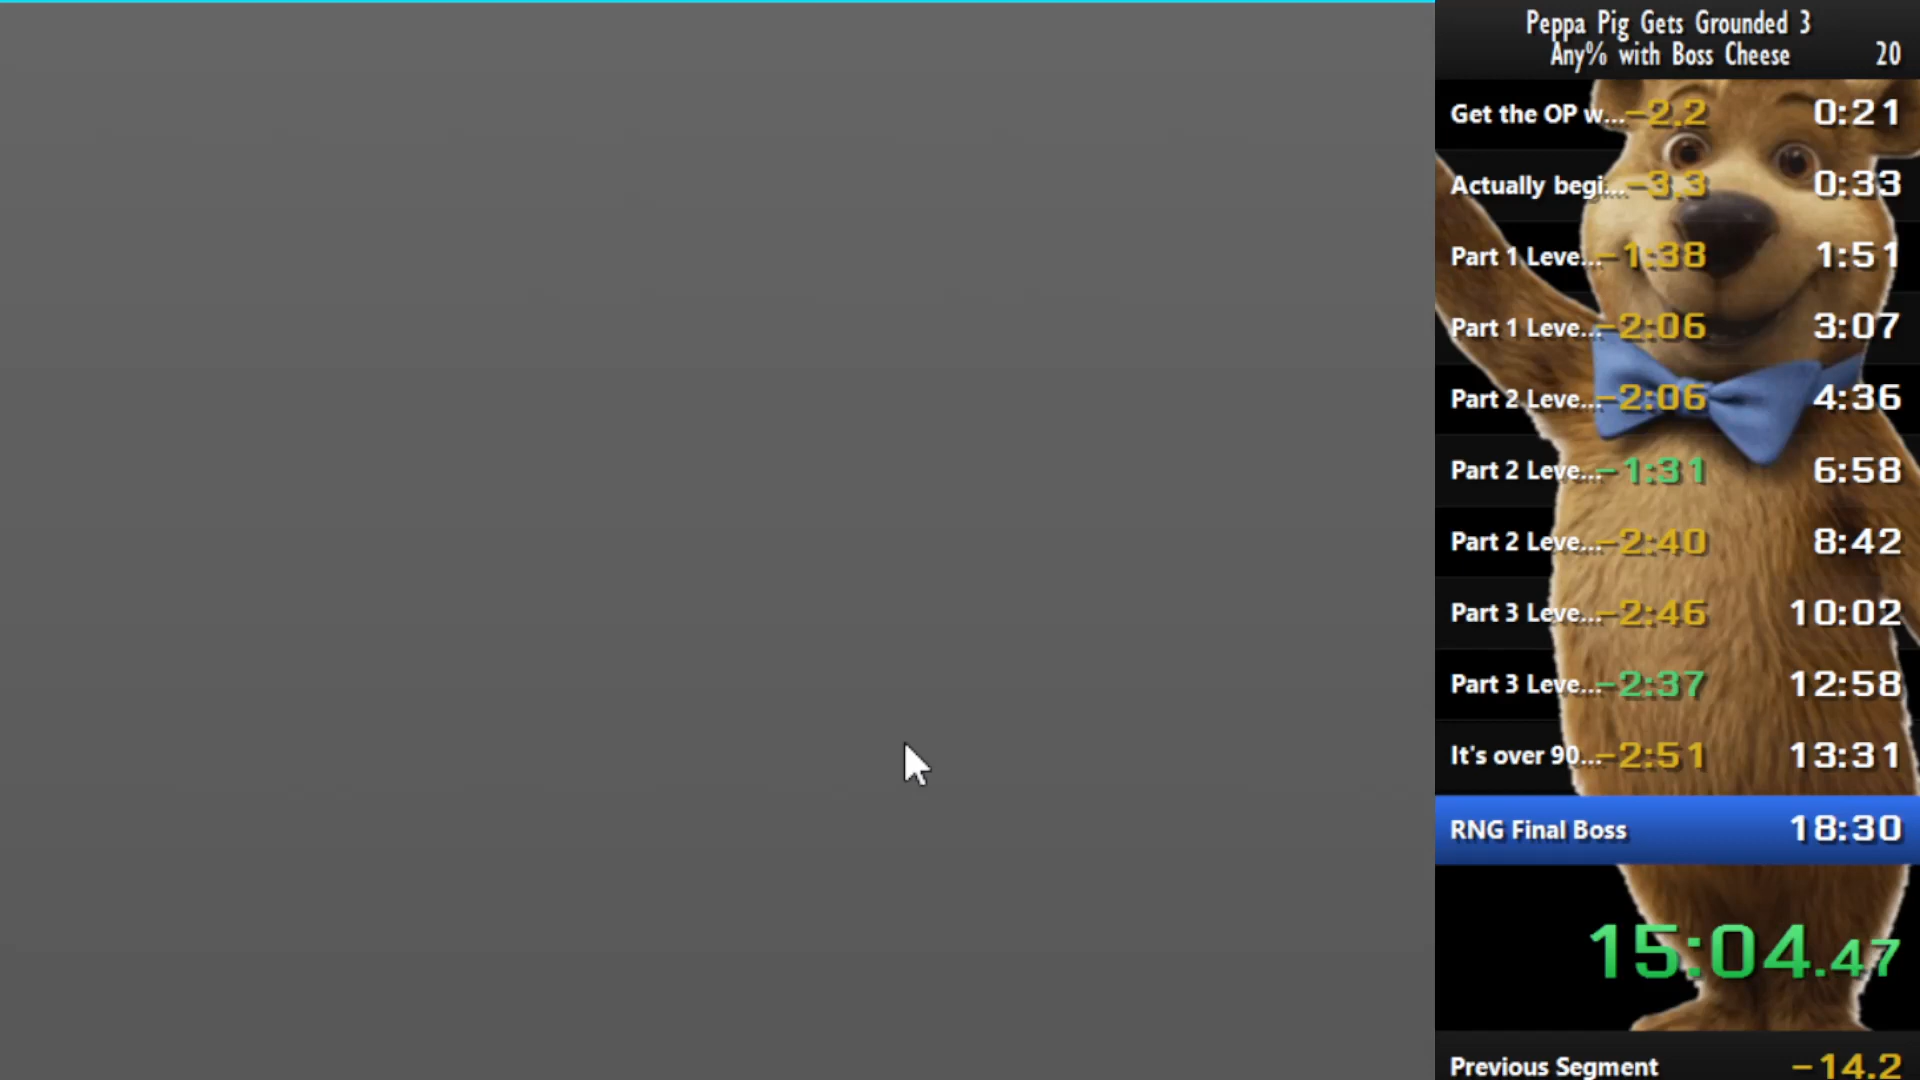 Peppa Pig Gets Grounded 3
Any% with Boss Cheese 20
Get the OP w... -2.2 0:21
Actually begi... -3.3 0:33
Part 1 Leve... -1:38 1:51
Part 1 Leve... -2:06 3:07
Part 2 Leve... -2:06 4:36
Part 2 Leve... -1:31 6:58
Part 2 Leve... -2:40 8:42
Part 3 Leve... -2:46 10:02
Part 3 Leve... -2:37 12:58
It's over 90... -2:51 13:31
RNG Final Boss 18:30
15:04.47
Previous Segment -14.2